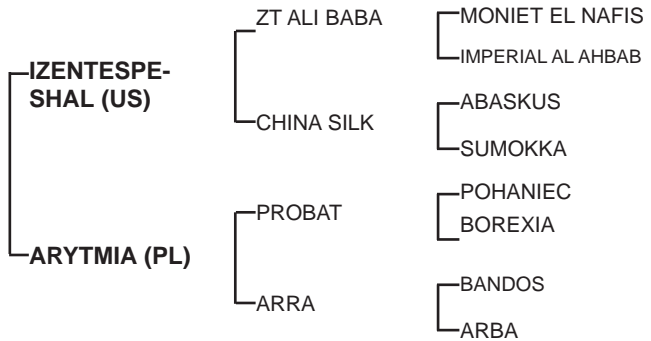 ZT ALI BABA
MONIET EL NAFIS
IMPERIAL AL AHBAB
IZENTESPE-
SHAL (US)
CHINA SILK
ABASKUS
SUMOKKA
PROBAT
POHANIEC
BOREXIA
ARYTMIA (PL)
ARRA
BANDOS
ARBA